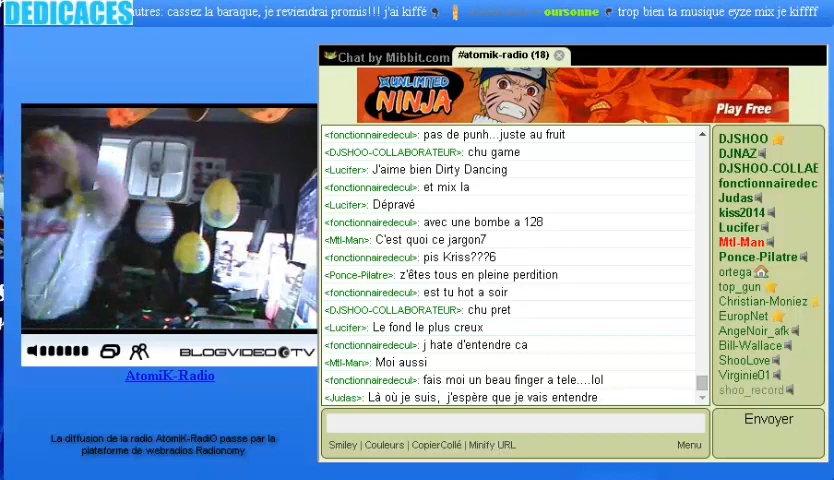 DEDICACES
utres: cassez la baraque, je reviendrai promis!!! j'ai kiffé
oursonne
trop bien ta musique eyze mix je kiffff
Chat by Mibbit.com
#atomik-radio (18)
UNLIMITED
NINJA
Play Free
<fonctionnairedecul>: pas de punh...juste au fruit
<DJSHOO-COLLABORATEUR>: chu game
<Lucifer>: J'aime bien Dirty Dancing
<fonctionnairedecul>: et mix la
<Lucifer>: Dépravé
<fonctionnairedecul>: avec une bombe a 128
<Mtl-Man>: C'est quoi ce jargon7
<fonctionnairedecul>: pis Kriss???6
<Ponce-Pilatre>: z'êtes tous en pleine perdition
<fonctionnairedecul>: est tu hot a soir
<DJSHOO-COLLABORATEUR>: chu pret
<Lucifer>: Le fond le plus creux
<fonctionnairedecul>: j hate d'entendre ca
<Mtl-Man>: Moi aussi
<fonctionnairedecul>: fais moi un beau finger a tele....lol
<Judas>: Là où je suis, j'espère que je vais entendre
DJSHOO
DJNAZ
DJSHOO-COLLAE
fonctionnairedec
Judas
kiss2014
Lucifer
Mtl-Man
Ponce-Pilatre
ortega
top_gun
Christian-Moniez
EuropNet
AngeNoir_afk
Bill-Wallace
ShooLove
Virginie01
shoo_record
Smiley | Couleurs | CopierCollé | Minify URL
Menu
Envoyer
BLOGVIDEO TV
AtomiK-Radio
La diffusion de la radio AtomiK-RadiO passe par la
plateforme de webradios Radionomy